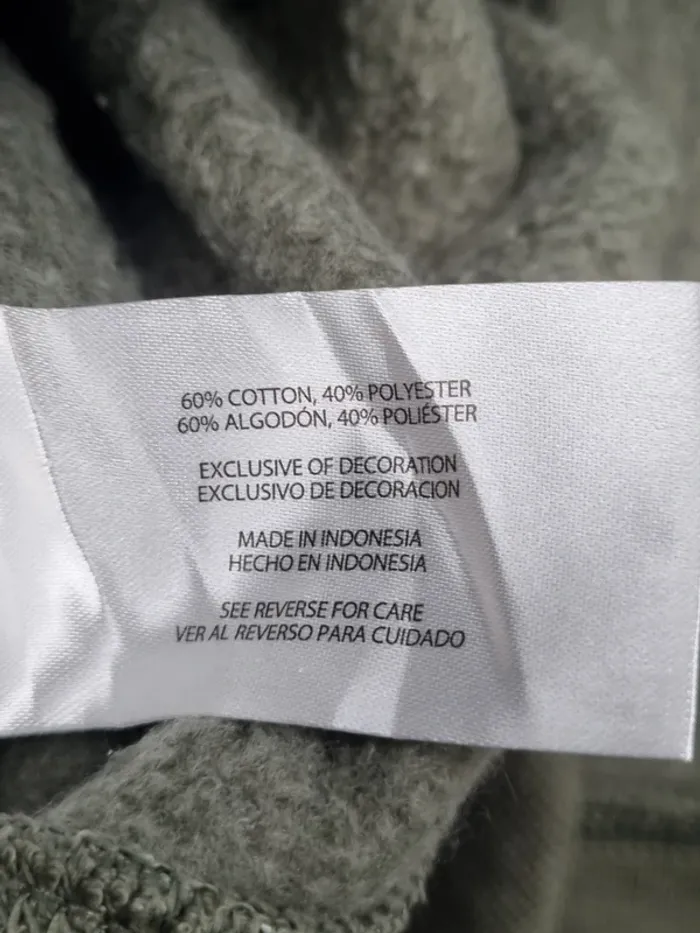 60% COTTON, 40% POLYESTER
60% ALGODÓN, 40% POLIÉSTER
EXCLUSIVE OF DECORATION
EXCLUSIVO DE DECORACION
MADE IN INDONESIA
HECHO EN INDONESIA
SEE REVERSE FOR CARE
VER AL REVERSO PARA CUIDADO